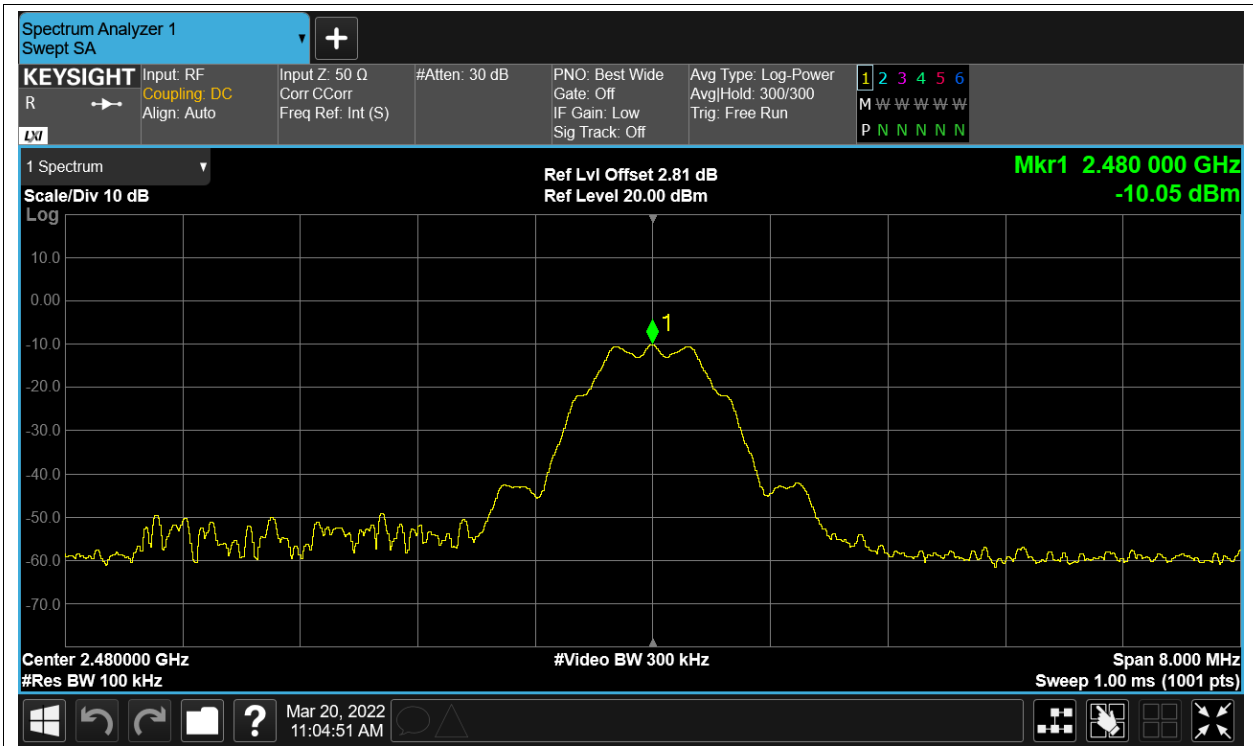 Spectrum Analyzer 1
Swept SA
KEYSIGHT
R
LXI
Input: RF
Coupling: DC
Align: Auto
Input Z: 50 Ω
Corr CCorr
Freq Ref: Int (S)
#Atten: 30 dB
PNO: Best Wide
Gate: Off
IF Gain: Low
Sig Track: Off
Avg Type: Log-Power
Avg|Hold: 300/300
Trig: Free Run
1 2 3 4 5 6
M W W W W W
P N N N N N
1 Spectrum
Scale/Div 10 dB
Log
Ref Lvl Offset 2.81 dB
Ref Level 20.00 dBm
Mkr1 2.480 000 GHz
-10.05 dBm
10.0
0.00
1
-10.0
-20.0
-30.0
-40.0
-50.0
-60.0
-70.0
Center 2.480000 GHz
#Res BW 100 kHz
#Video BW 300 kHz
Span 8.000 MHz
Sweep 1.00 ms (1001 pts)
?
Mar 20, 2022
11:04:51 AM